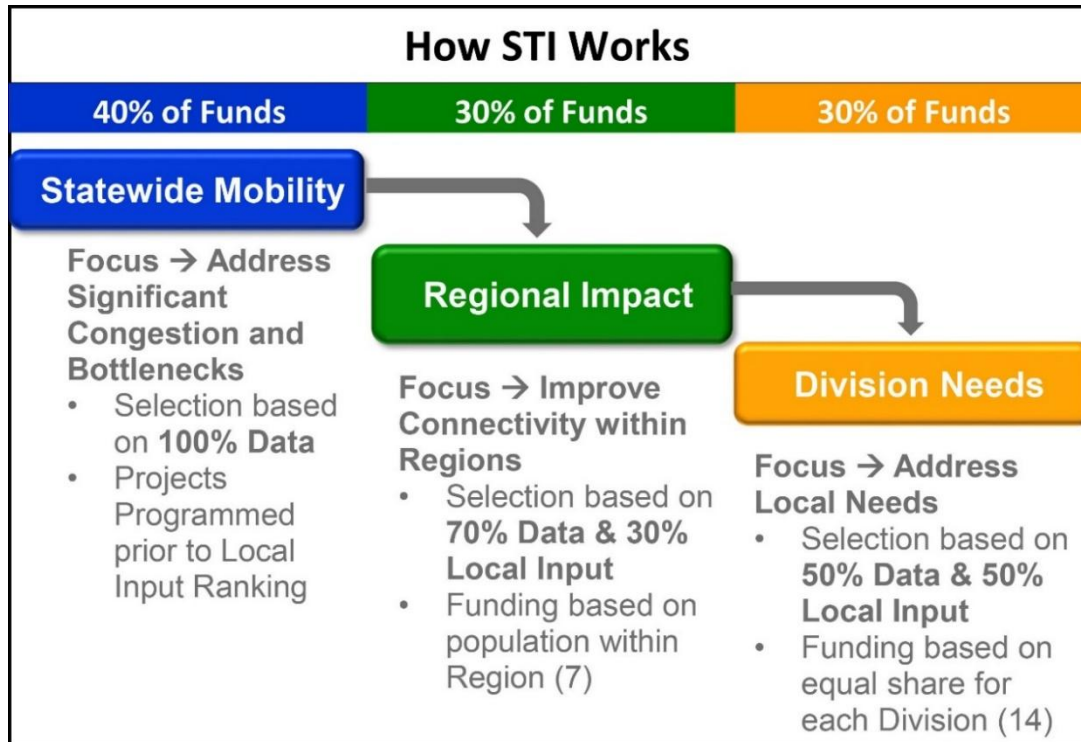 How STI Works
40% of Funds
30% of Funds
30% of Funds
Statewide Mobility
Focus → Address
Significant
Congestion and
Bottlenecks
• Selection based
on 100% Data
• Projects
Programmed
prior to Local
Input Ranking
Regional Impact
Focus → Improve
Connectivity within
Regions
• Selection based on
70% Data & 30%
Local Input
• Funding based on
population within
Region (7)
Division Needs
Focus → Address
Local Needs
• Selection based on
50% Data & 50%
Local Input
• Funding based on
equal share for
each Division (14)